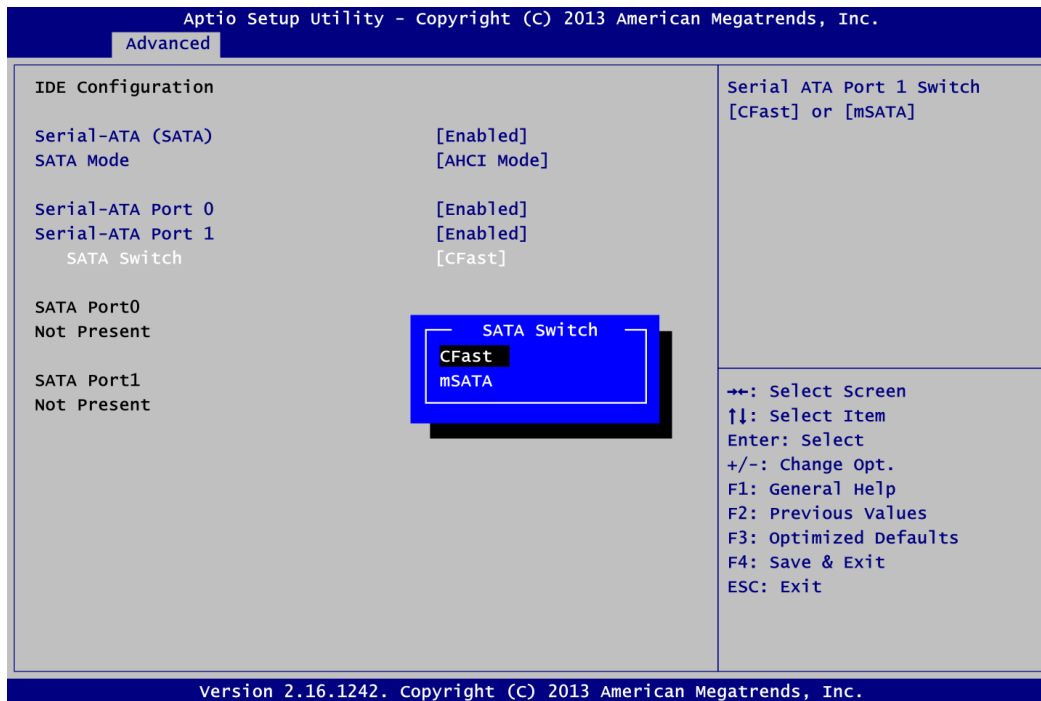 Aptio Setup Utility - Copyright (C) 2013 American Megatrends, Inc.
Advanced
IDE Configuration
Serial-ATA (SATA) [Enabled]
SATA Mode [AHCI Mode]
Serial-ATA Port 0 [Enabled]
Serial-ATA Port 1 [Enabled]
SATA Switch [CFast]
SATA Port0
Not Present
SATA Port1
Not Present
SATA Switch
CFast
mSATA
Serial ATA Port 1 Switch
[CFast] or [mSATA]
→←: Select Screen
↑↓: Select Item
Enter: Select
+/-: Change Opt.
F1: General Help
F2: Previous Values
F3: Optimized Defaults
F4: Save & Exit
ESC: Exit
Version 2.16.1242. Copyright (C) 2013 American Megatrends, Inc.